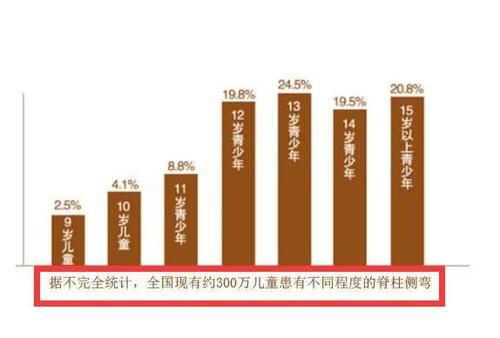 2.5%
9岁儿童
4.1%
10岁儿童
8.8%
11岁青少年
19.8%
12岁青少年
24.5%
13岁青少年
19.5%
14岁青少年
20.8%
15岁以上青少年
据不完全统计，全国现有约300万儿童患有不同程度的脊柱侧弯